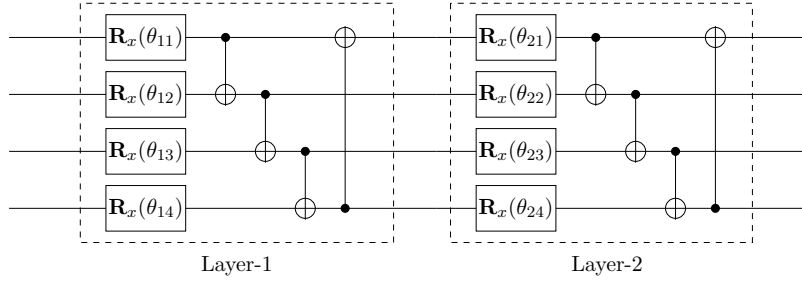 Rₓ(θ₁₁) Rₓ(θ₂₁)
Rₓ(θ₁₂) Rₓ(θ₂₂)
Rₓ(θ₁₃) Rₓ(θ₂₃)
Rₓ(θ₁₄) Rₓ(θ₂₄)
Layer-1 Layer-2